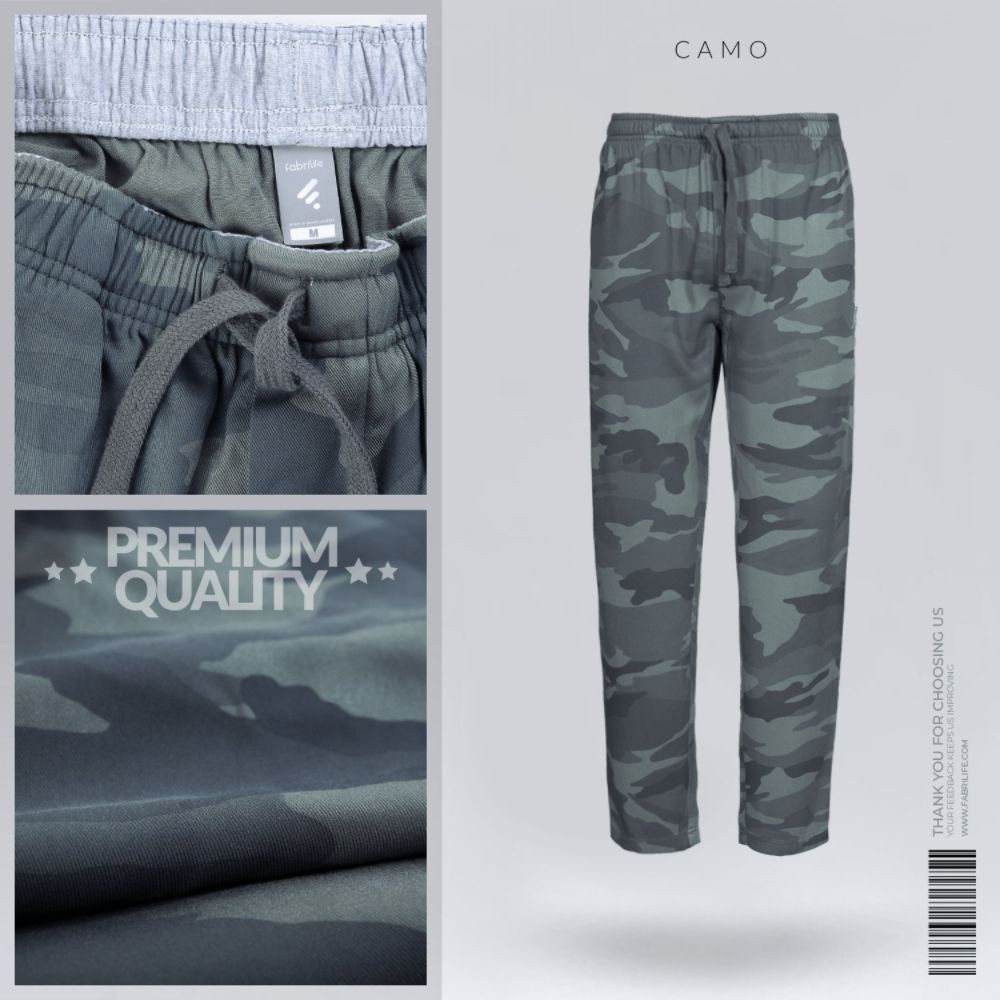 CAMO
fabrilife
M
PREMIUM
QUALITY
THANK YOU FOR CHOOSING US
YOUR FEEDBACK KEEPS US IMPROVING
WWW.FABRILIFE.COM